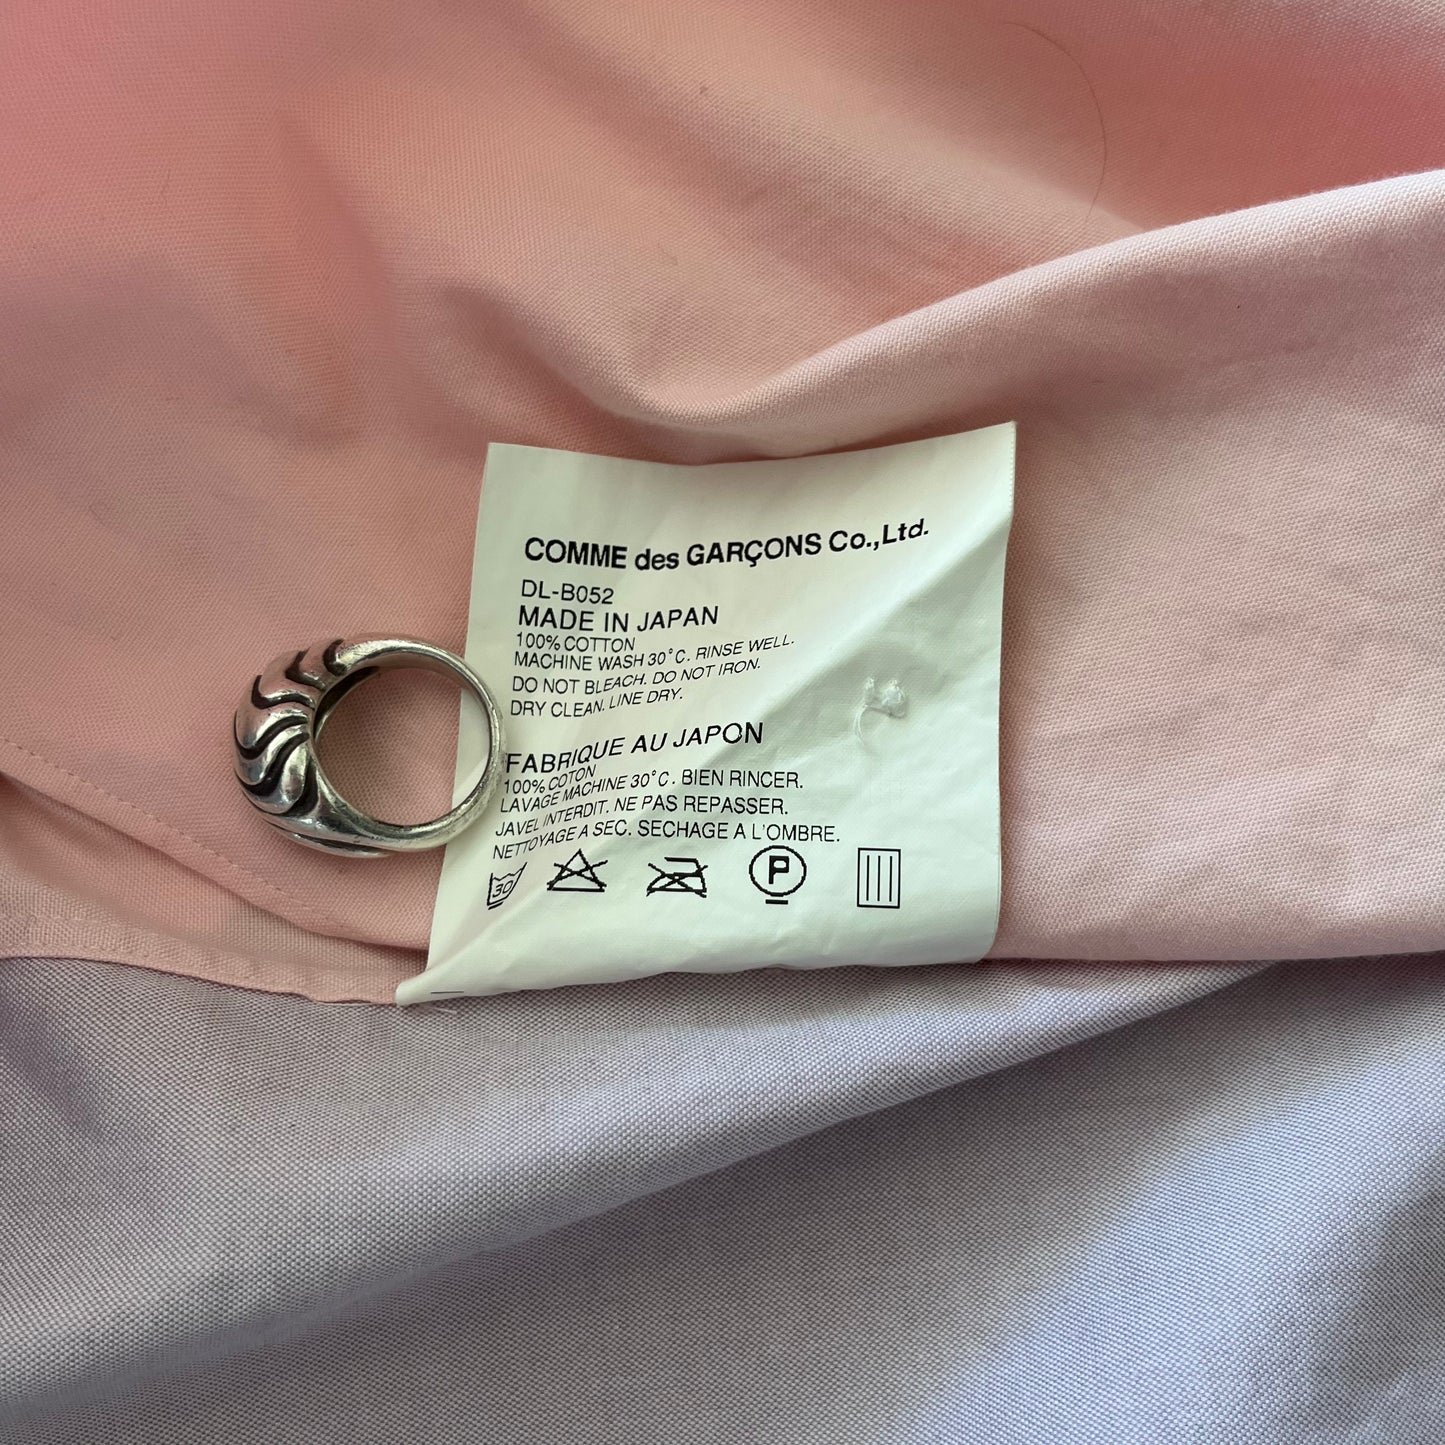 COMME des GARÇONS Co.,Ltd.
DL-B052
MADE IN JAPAN
100% COTTON
MACHINE WASH 30°C. RINSE WELL.
DO NOT BLEACH. DO NOT IRON.
DRY CLEAN. LINE DRY.
FABRIQUE AU JAPON
100% COTON
LAVAGE MACHINE 30°C. BIEN RINCER.
JAVEL INTERDIT. NE PAS REPASSER.
NETTOYAGE A SEC. SECHAGE A L'OMBRE.
30 P